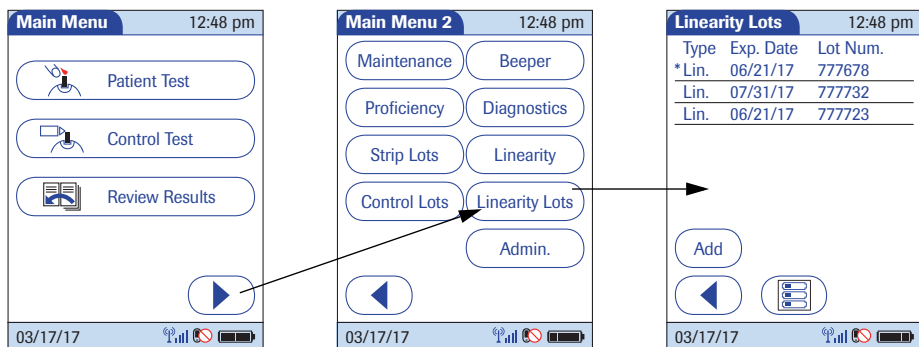 Main Menu 12:48 pm
Patient Test
Control Test
Review Results
03/17/17
Main Menu 2 12:48 pm
Maintenance Beeper
Proficiency Diagnostics
Strip Lots Linearity
Control Lots Linearity Lots
Admin.
03/17/17
Linearity Lots 12:48 pm
Type Exp. Date Lot Num.
*Lin. 06/21/17 777678
Lin. 07/31/17 777732
Lin. 06/21/17 777723
Add
03/17/17